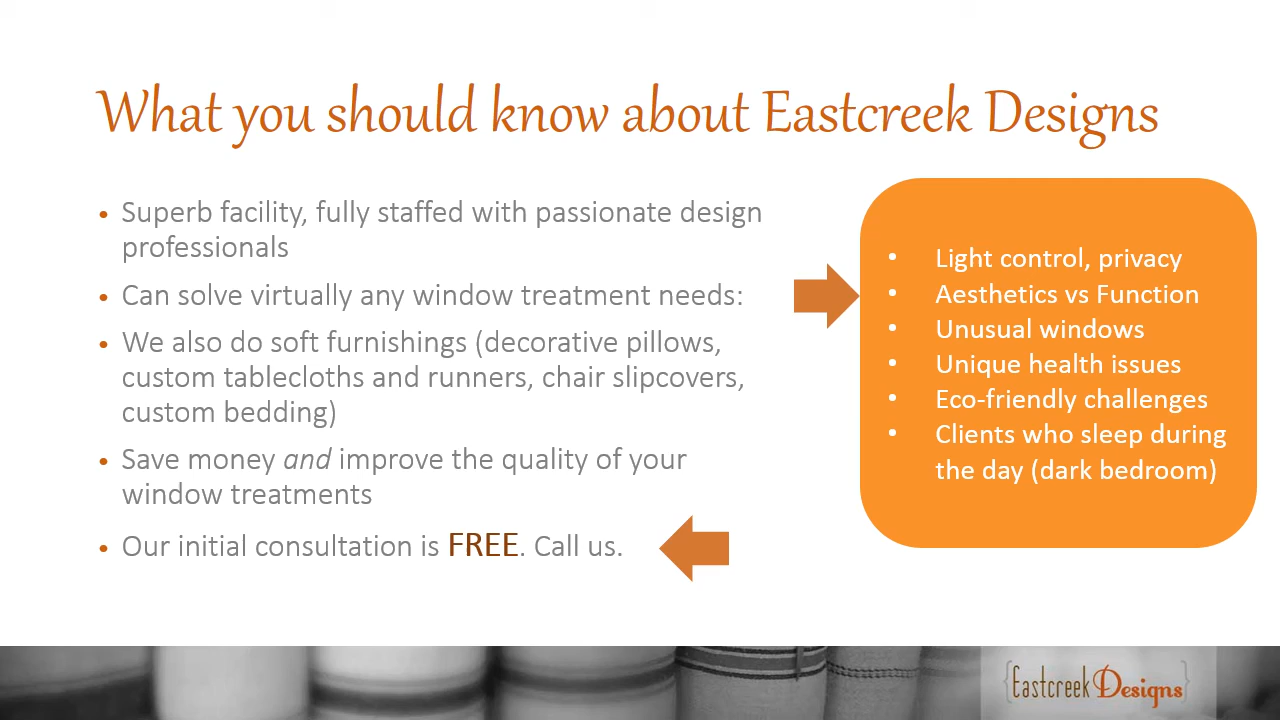 What you should know about Eastcreek Designs
• Superb facility, fully staffed with passionate design
professionals
• Can solve virtually any window treatment needs:
• We also do soft furnishings (decorative pillows,
custom tablecloths and runners, chair slipcovers,
custom bedding)
• Save money and improve the quality of your
window treatments
• Our initial consultation is FREE. Call us.
• Light control, privacy
• Aesthetics vs Function
• Unusual windows
• Unique health issues
• Eco-friendly challenges
• Clients who sleep during
the day (dark bedroom)
{Eastcreek Designs}